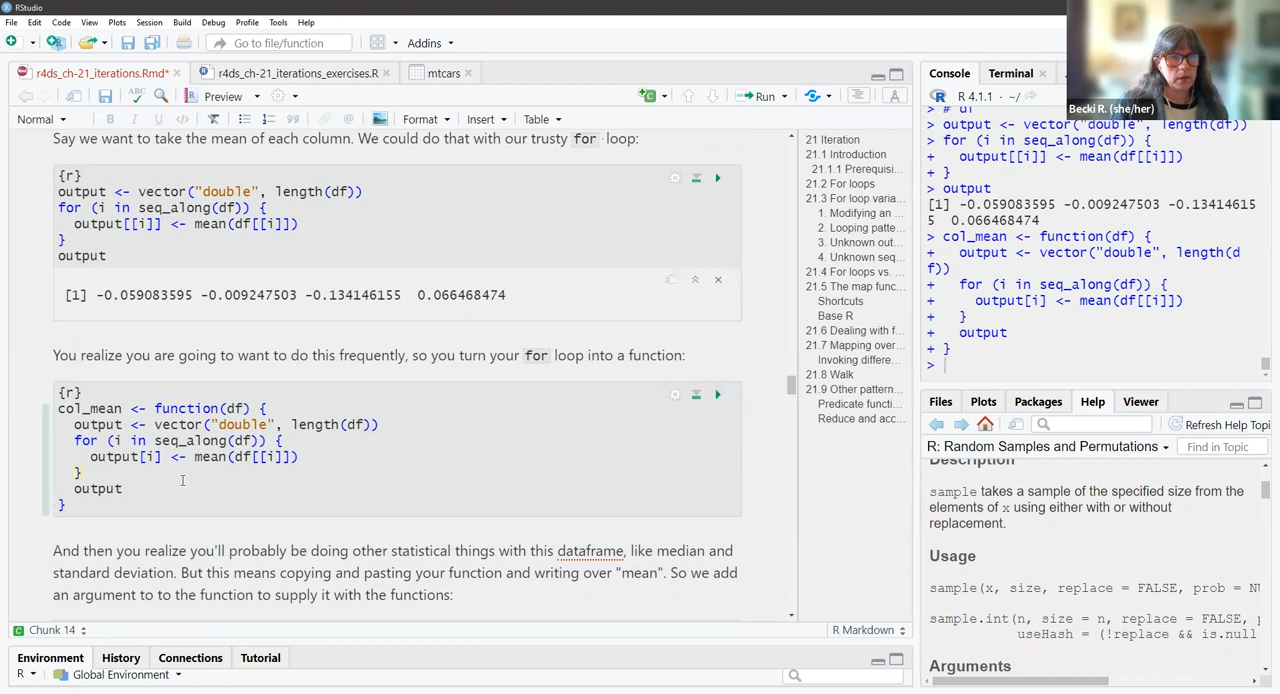 RStudio
File Edit Code View Plots Session Build Debug Profile Tools Help
Go to file/function Addins
r4ds_ch-21_iterations.Rmd* r4ds_ch-21_iterations_exercises.R mtcars
ABC Preview Run
Normal B I U Format Insert Table
Say we want to take the mean of each column. We could do that with our trusty for loop:
{r}
output <- vector("double", length(df))
for (i in seq_along(df)) {
output[[i]] <- mean(df[[i]])
}
output
[1] -0.059083595 -0.009247503 -0.134146155 0.066468474
You realize you are going to want to do this frequently, so you turn your for loop into a function:
{r}
col_mean <- function(df) {
output <- vector("double", length(df))
for (i in seq_along(df)) {
output[i] <- mean(df[[i]])
}
output
}
And then you realize you'll probably be doing other statistical things with this dataframe, like median and
standard deviation. But this means copying and pasting your function and writing over "mean". So we add
an argument to to the function to supply it with the functions:
Chunk 14 R Markdown
21 Iteration
21.1 Introduction
21.1.1 Prerequisi...
21.2 For loops
21.3 For loop varia...
1. Modifying an ...
2. Looping patte...
3. Unknown out...
4. Unknown seq...
21.4 For loops vs. ...
21.5 The map func...
Shortcuts
Base R
21.6 Dealing with f...
21.7 Mapping over...
Invoking differe...
21.8 Walk
21.9 Other pattern...
Predicate functi...
Reduce and acc...
Environment History Connections Tutorial
R Global Environment
Becki R. (she/her)
Console Terminal
R 4.1.1 · ~/
> # df
> output <- vector("double", length(df))
> for (i in seq_along(df)) {
+ output[[i]] <- mean(df[[i]])
+ }
> output
[1] -0.059083595 -0.009247503 -0.13414615
5 0.066468474
> col_mean <- function(df) {
+ output <- vector("double", length(d
f))
+ for (i in seq_along(df)) {
+ output[i] <- mean(df[[i]])
+ }
+ output
+ }
>
Files Plots Packages Help Viewer
Refresh Help Topi
R: Random Samples and Permutations Find in Topic
Description
sample takes a sample of the specified size from the
elements of x using either with or without
replacement.
Usage
sample(x, size, replace = FALSE, prob = NU
sample.int(n, size = n, replace = FALSE, p
useHash = (!replace && is.null
Arguments